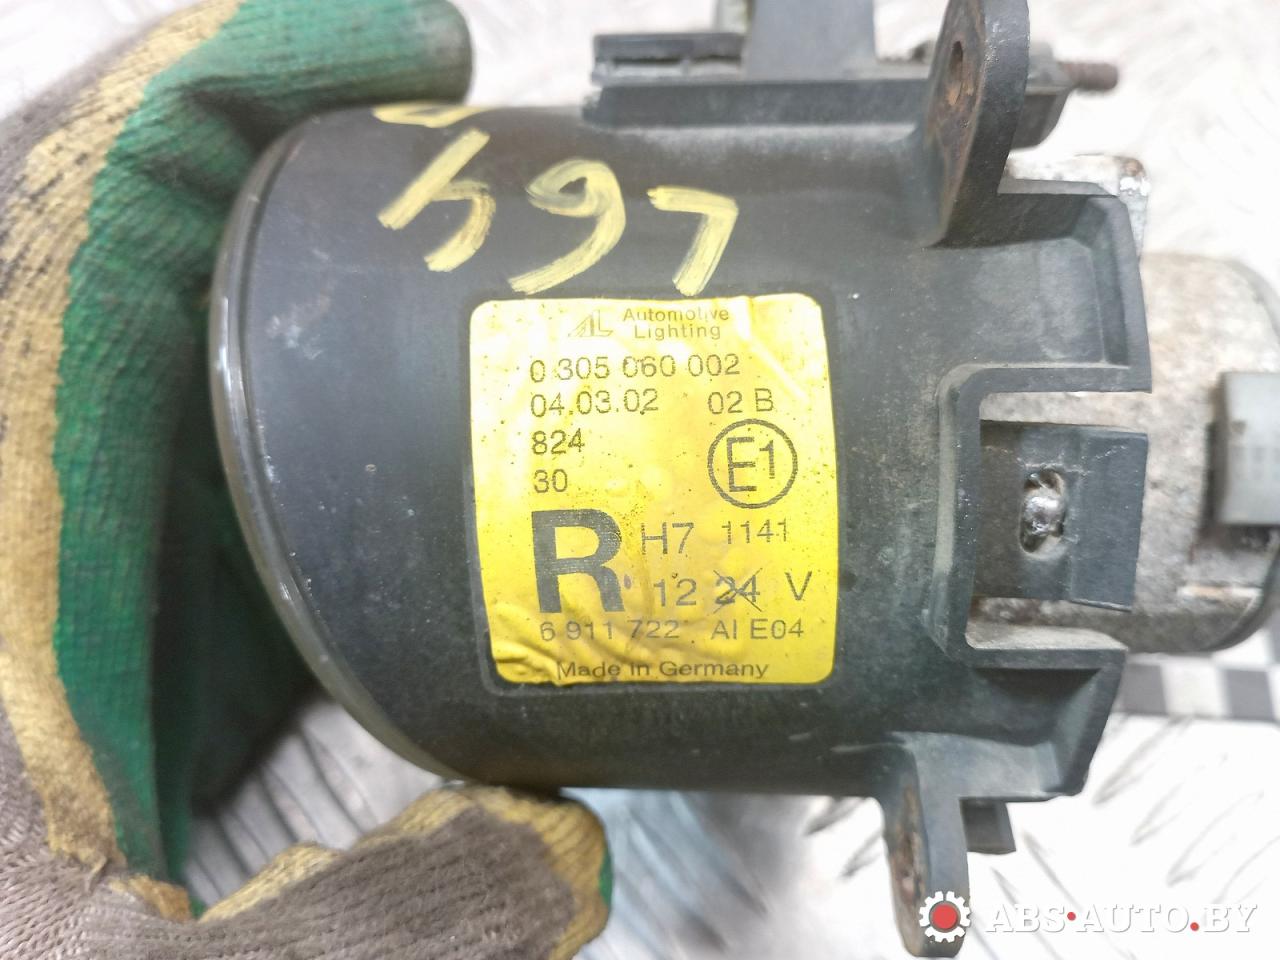 AL Automotive Lighting
0 305 060 002
04.03.02 02 B
824
30
E1
R H7 1141
12 24 V
6 911 722 AI E04
Made in Germany
ABS-AUTO.BY